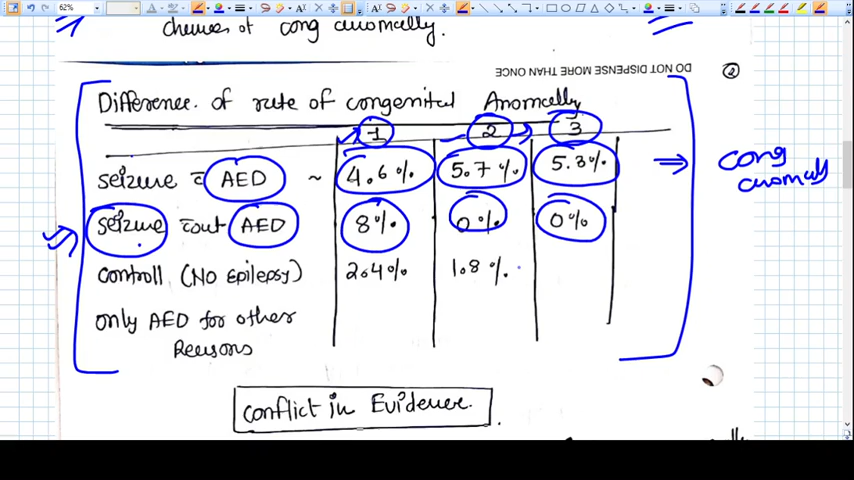 62%
chances of cong anomally.
DO NOT DISPENSE MORE THAN ONCE
2
Difference of rate of congenital Anomally
1 2 3
seizure c̄ AED ~ 4.6% 5.7% 5.3% ⇒ cong anomally
seizure c̄out AED 8% 0% 0%
controll (NO Epilepsy) 2.4% 1.8%
only AED for other
Reasons
conflict in Evidence.